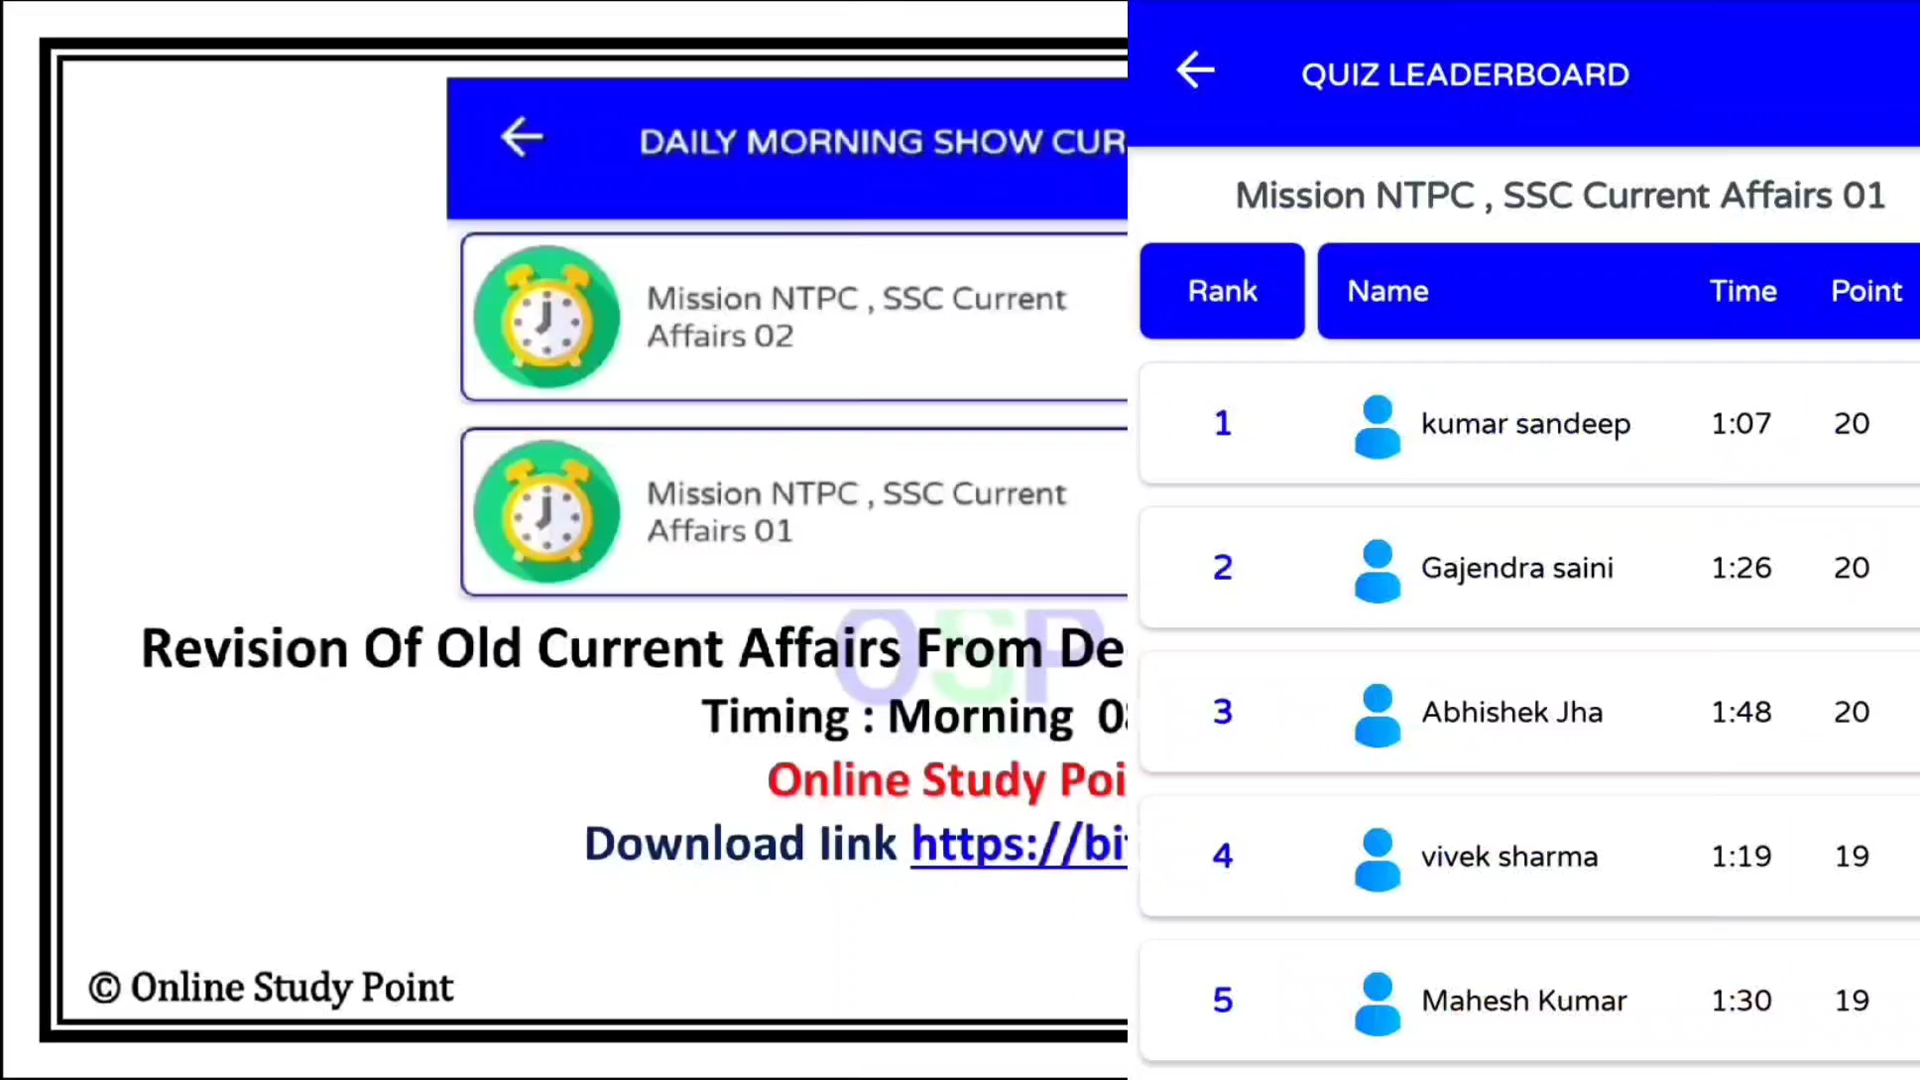 DAILY MORNING SHOW CUR
Mission NTPC , SSC Current
Affairs 02
Mission NTPC , SSC Current
Affairs 01
OSP
Revision Of Old Current Affairs From De
Timing : Morning 08
Online Study Poi
Download link https://bit
© Online Study Point
QUIZ LEADERBOARD
Mission NTPC , SSC Current Affairs 01
Rank Name Time Point
1 kumar sandeep 1:07 20
2 Gajendra saini 1:26 20
3 Abhishek Jha 1:48 20
4 vivek sharma 1:19 19
5 Mahesh Kumar 1:30 19